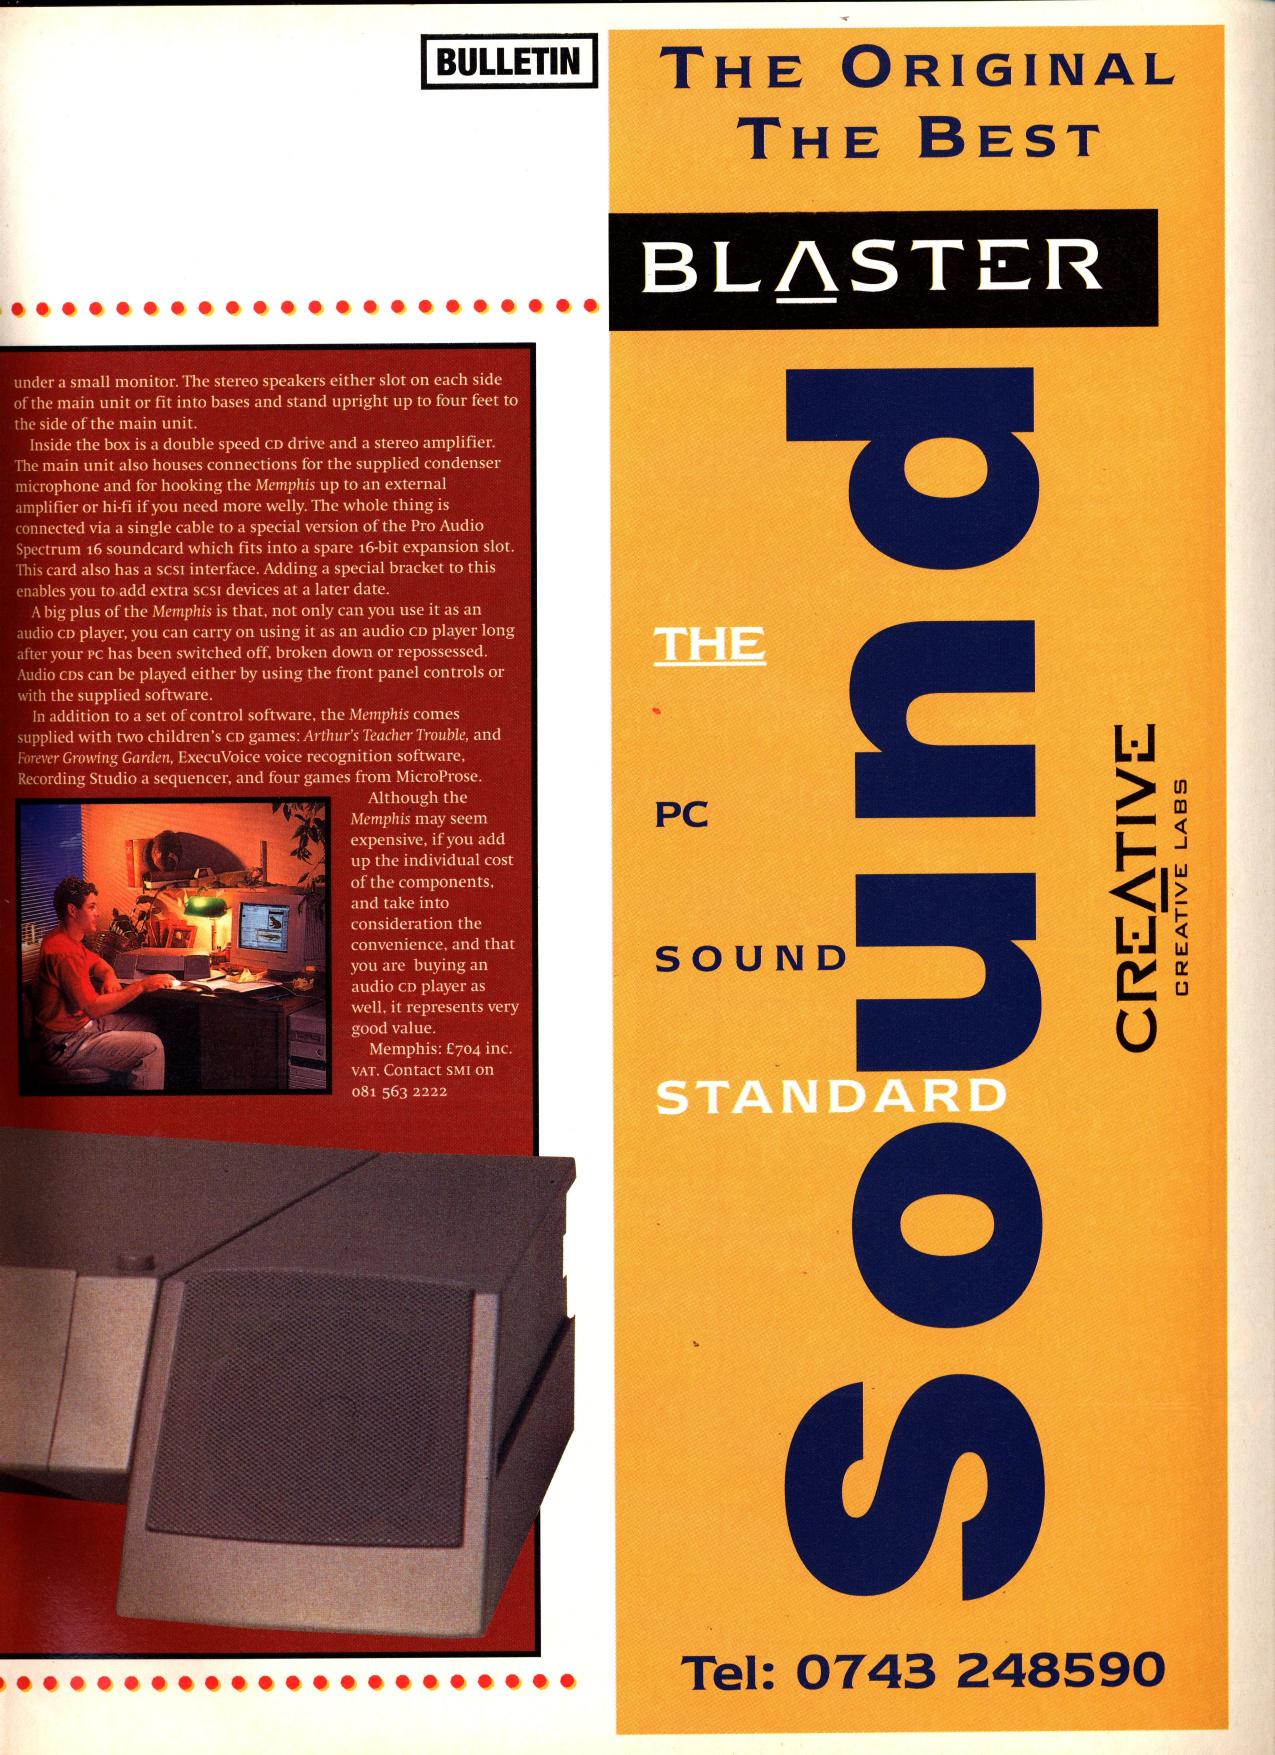 BULLETIN
under a small monitor. The stereo speakers either slot on each side
of the main unit or fit into bases and stand upright up to four feet to
the side of the main unit.
Inside the box is a double speed CD drive and a stereo amplifier.
The main unit also houses connections for the supplied condenser
microphone and for hooking the Memphis up to an external
amplifier or hi-fi if you need more welly. The whole thing is
connected via a single cable to a special version of the Pro Audio
Spectrum 16 soundcard which fits into a spare 16-bit expansion slot.
This card also has a SCSI interface. Adding a special bracket to this
enables you to add extra SCSI devices at a later date.
A big plus of the Memphis is that, not only can you use it as an
audio CD player, you can carry on using it as an audio CD player long
after your PC has been switched off, broken down or repossessed.
Audio CDs can be played either by using the front panel controls or
with the supplied software.
In addition to a set of control software, the Memphis comes
supplied with two children's CD games: Arthur's Teacher Trouble, and
Forever Growing Garden, ExecuVoice voice recognition software,
Recording Studio a sequencer, and four games from MicroProse.
Although the
Memphis may seem
expensive, if you add
up the individual cost
of the components,
and take into
consideration the
convenience, and that
you are buying an
audio CD player as
well, it represents very
good value.
Memphis: £704 inc.
VAT. Contact SMI on
081 563 2222
THE ORIGINAL
THE BEST
BLASTER
Sound
THE
PC
SOUND
STANDARD
CREATIVE
CREATIVE LABS
Tel: 0743 248590